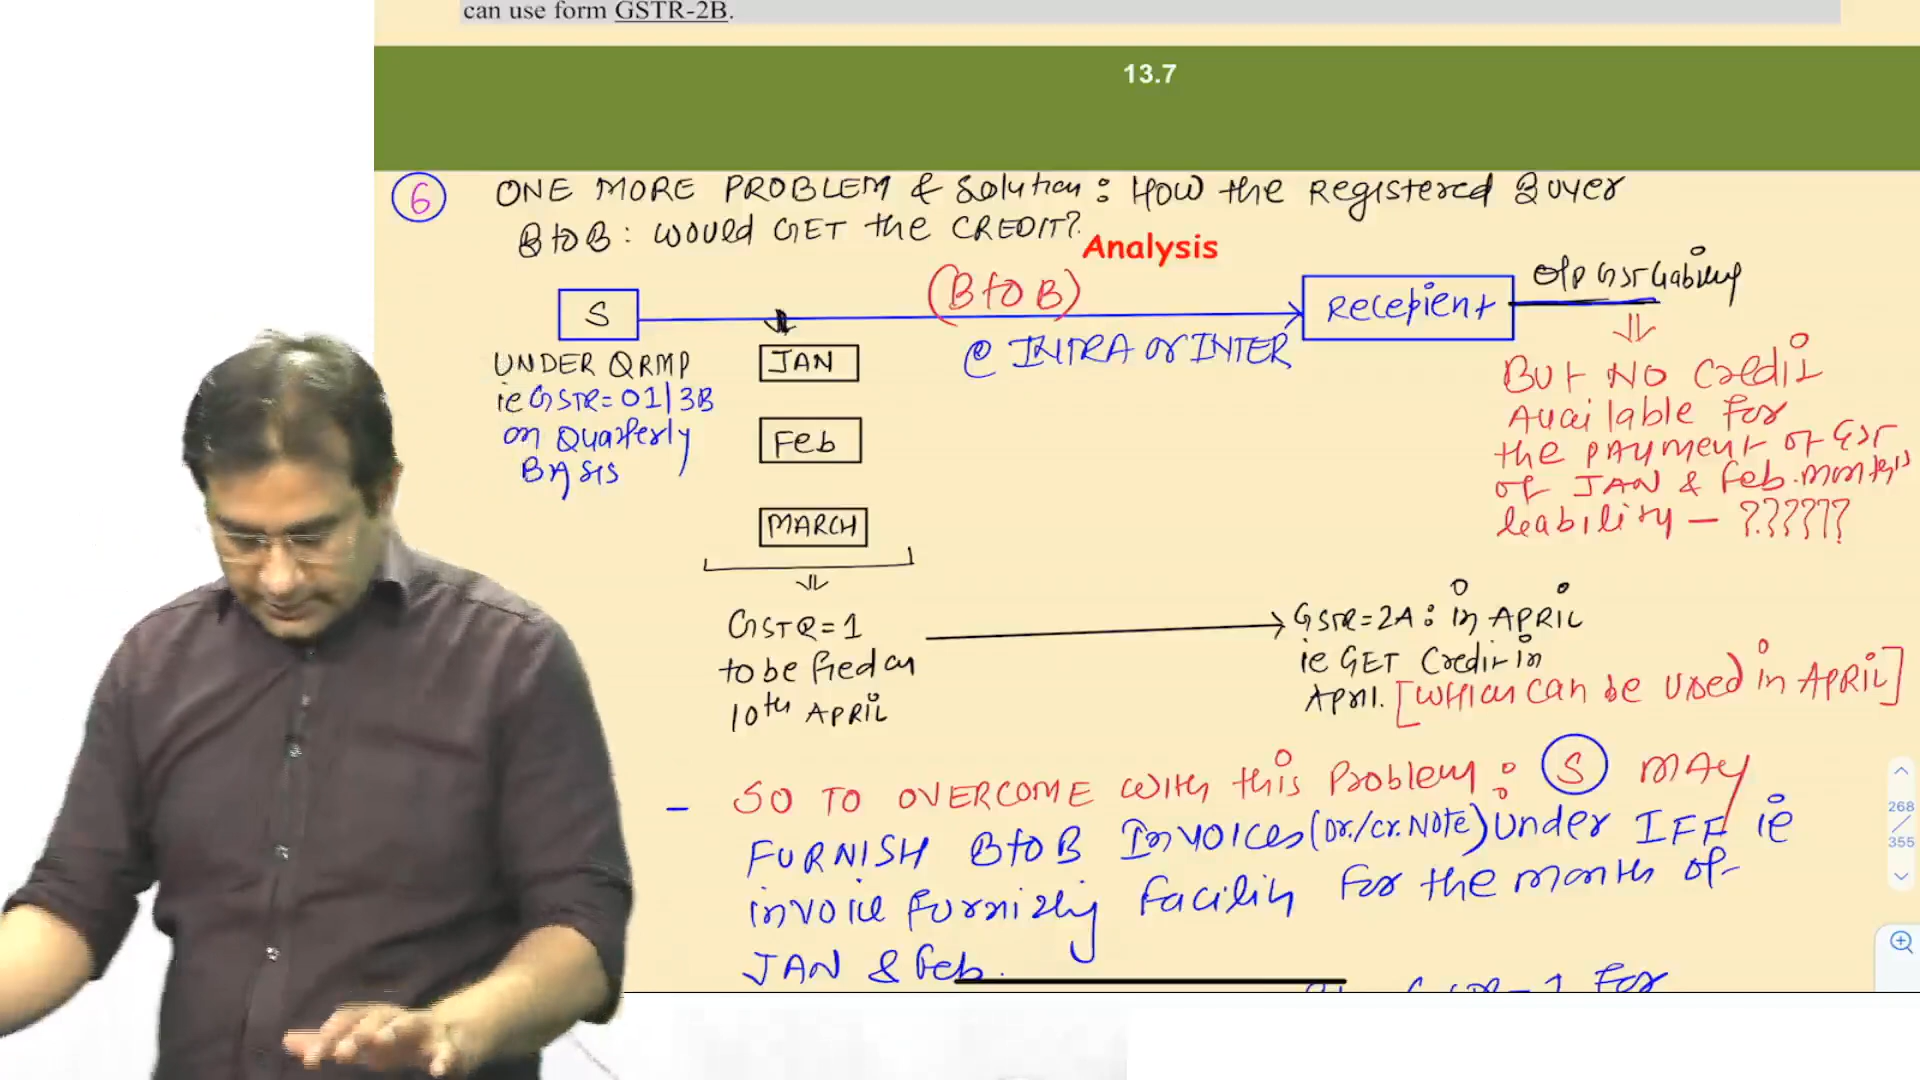 can use form GSTR-2B.
13.7
6 ONE MORE PROBLEM & Solution: How the Registered Buyer
BtoB: Would GET the CREDIT?
Analysis
S
(BtoB)
Recepient
o/p GST Liability
UNDER QRMP
ie GSTR=01/3B
on Quarterly
BASIS
@ INTRA or INTER
JAN
Feb
MARCH
But No Credit
Available for
the payment of GST
of JAN & Feb. months
leability - ??????
GSTR=1
to be filed on
10th APRIL
GSTR=2A: in APRIL
ie GET Credit in
April. [which can be used in APRIL]
- SO TO OVERCOME with this Problem: S MAY
FURNISH BtoB Invoices (Dr./Cr. Note) Under IFF ie
invoice furnishing facility for the month of
JAN & Feb.
GSTR-1 for
268
355